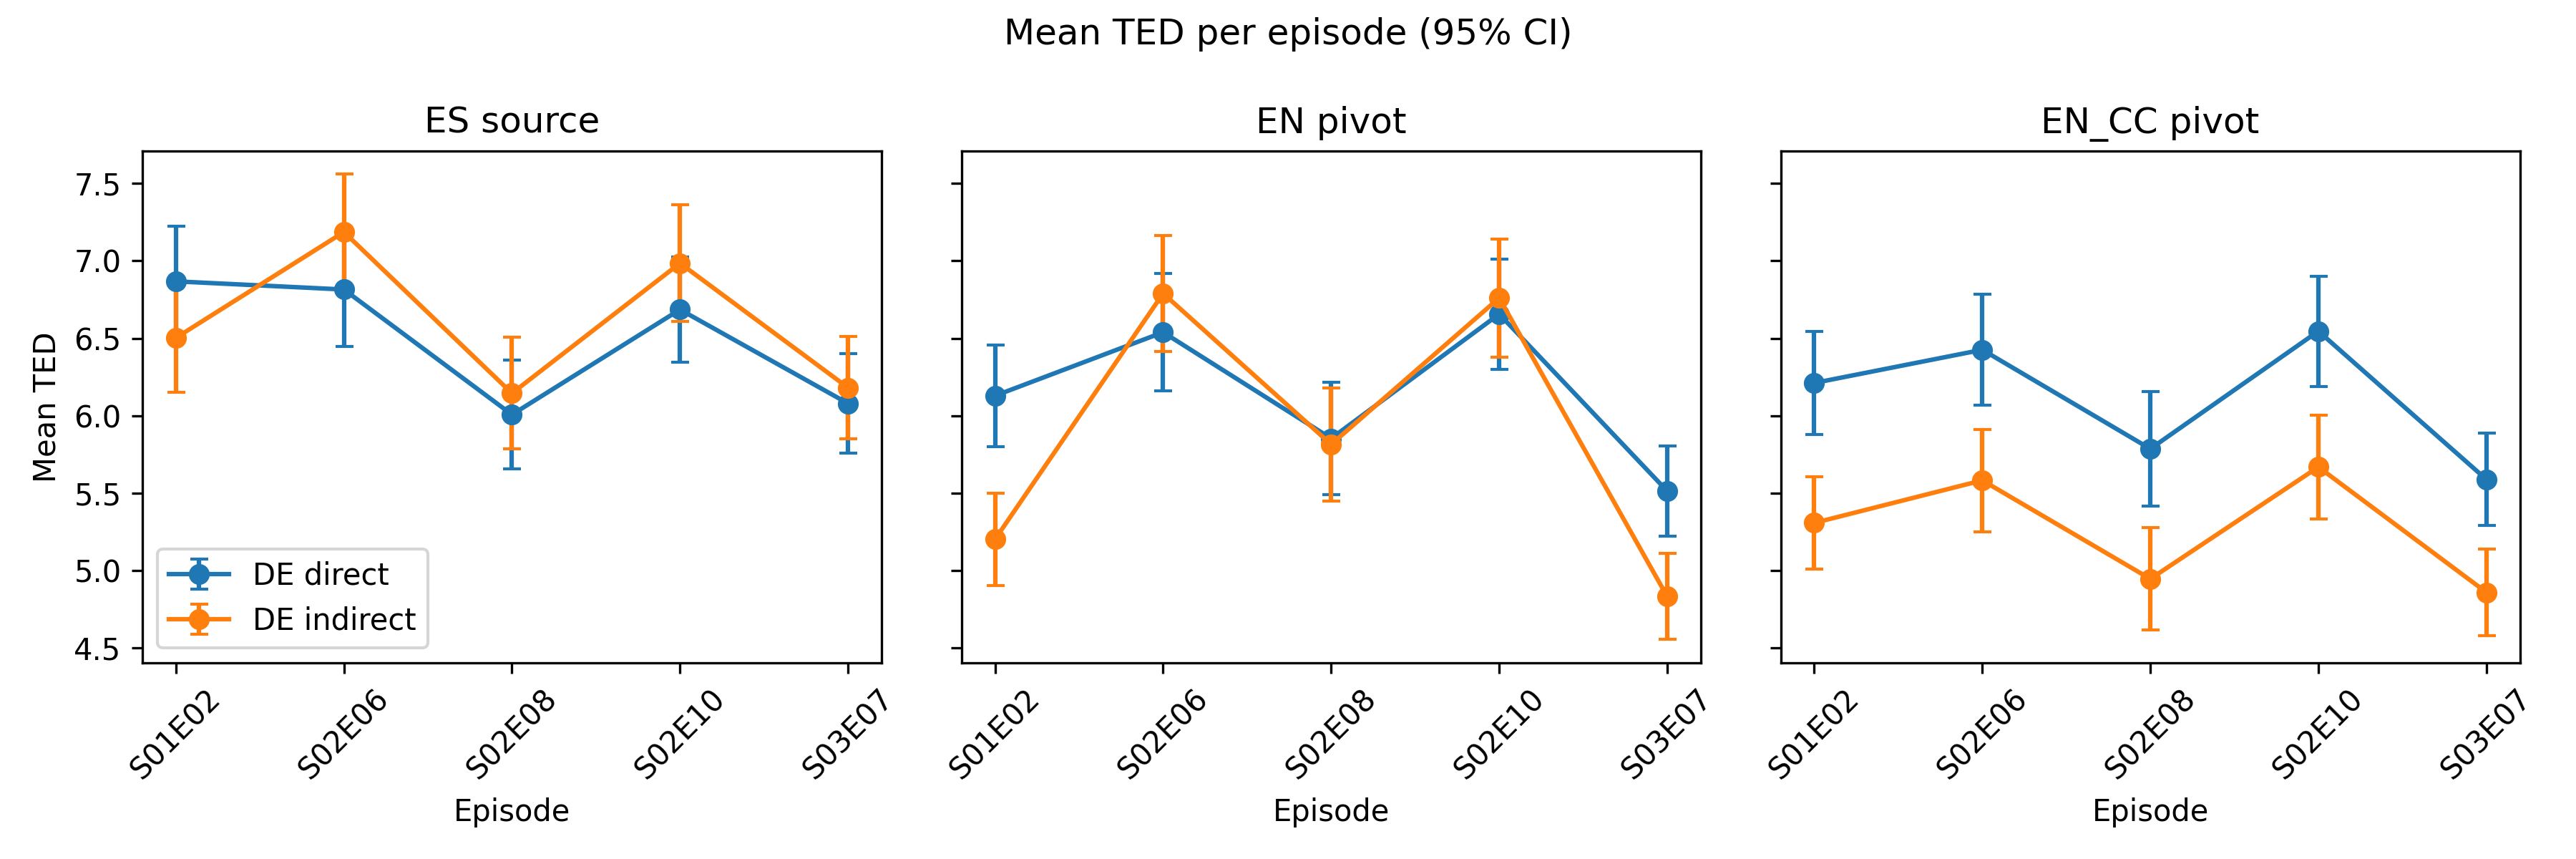 Mean TED per episode (95% CI)
ES source
EN pivot
EN_CC pivot
Mean TED
7.5
7.0
6.5
6.0
5.5
5.0
4.5
DE direct
DE indirect
S01E02
S02E06
S02E08
S02E10
S03E07
S01E02
S02E06
S02E08
S02E10
S03E07
S01E02
S02E06
S02E08
S02E10
S03E07
Episode
Episode
Episode